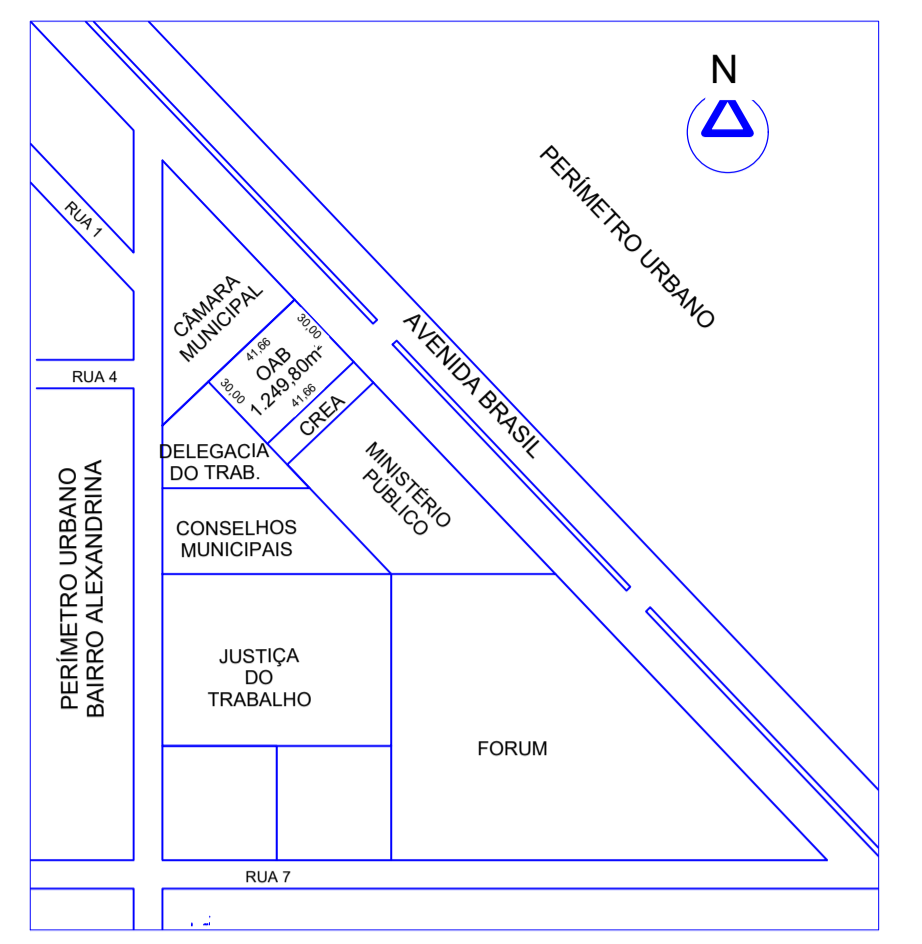 N
PERÍMETRO URBANO
RUA 1
CÂMARA
MUNICIPAL
30,00
41,66
OAB
1.249,80m²
30,00
41,66
AVENIDA BRASIL
RUA 4
CREA
DELEGACIA
DO TRAB.
MINISTÉRIO
PÚBLICO
PERÍMETRO URBANO
BAIRRO ALEXANDRINA
CONSELHOS
MUNICIPAIS
JUSTIÇA
DO
TRABALHO
FORUM
RUA 7